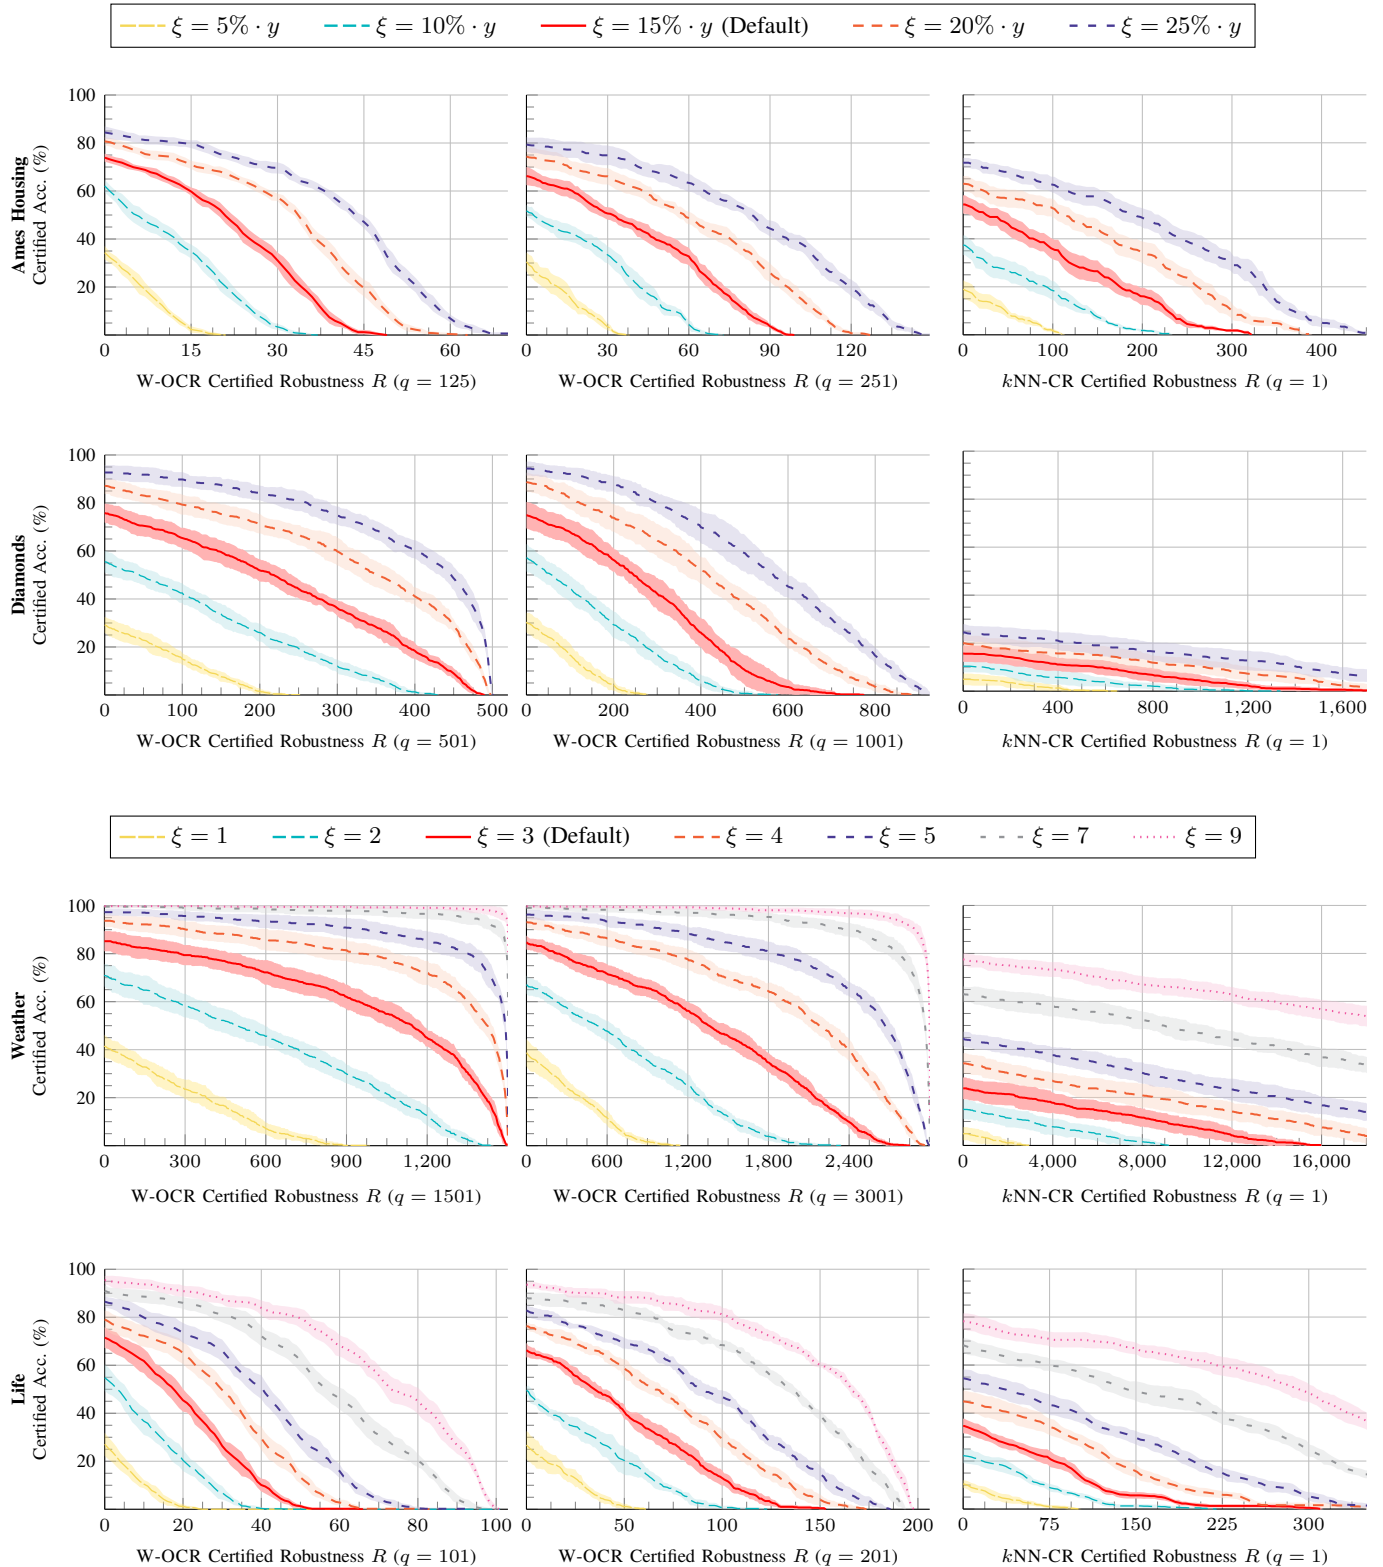 ξ = 5% · y ξ = 10% · y ξ = 15% · y (Default) ξ = 20% · y ξ = 25% · y
Ames Housing
Certified Acc. (%)
100
80
60
40
20
0 15 30 45 60
W-OCR Certified Robustness R (q = 125)
0 30 60 90 120
W-OCR Certified Robustness R (q = 251)
0 100 200 300 400
kNN-CR Certified Robustness R (q = 1)
Diamonds
Certified Acc. (%)
100
80
60
40
20
0 100 200 300 400 500
W-OCR Certified Robustness R (q = 501)
0 200 400 600 800
W-OCR Certified Robustness R (q = 1001)
0 400 800 1,200 1,600
kNN-CR Certified Robustness R (q = 1)
ξ = 1 ξ = 2 ξ = 3 (Default) ξ = 4 ξ = 5 ξ = 7 ξ = 9
Weather
Certified Acc. (%)
100
80
60
40
20
0 300 600 900 1,200
W-OCR Certified Robustness R (q = 1501)
0 600 1,200 1,800 2,400
W-OCR Certified Robustness R (q = 3001)
0 4,000 8,000 12,000 16,000
kNN-CR Certified Robustness R (q = 1)
Life
Certified Acc. (%)
100
80
60
40
20
0 20 40 60 80 100
W-OCR Certified Robustness R (q = 101)
0 50 100 150 200
W-OCR Certified Robustness R (q = 201)
0 75 150 225 300
kNN-CR Certified Robustness R (q = 1)